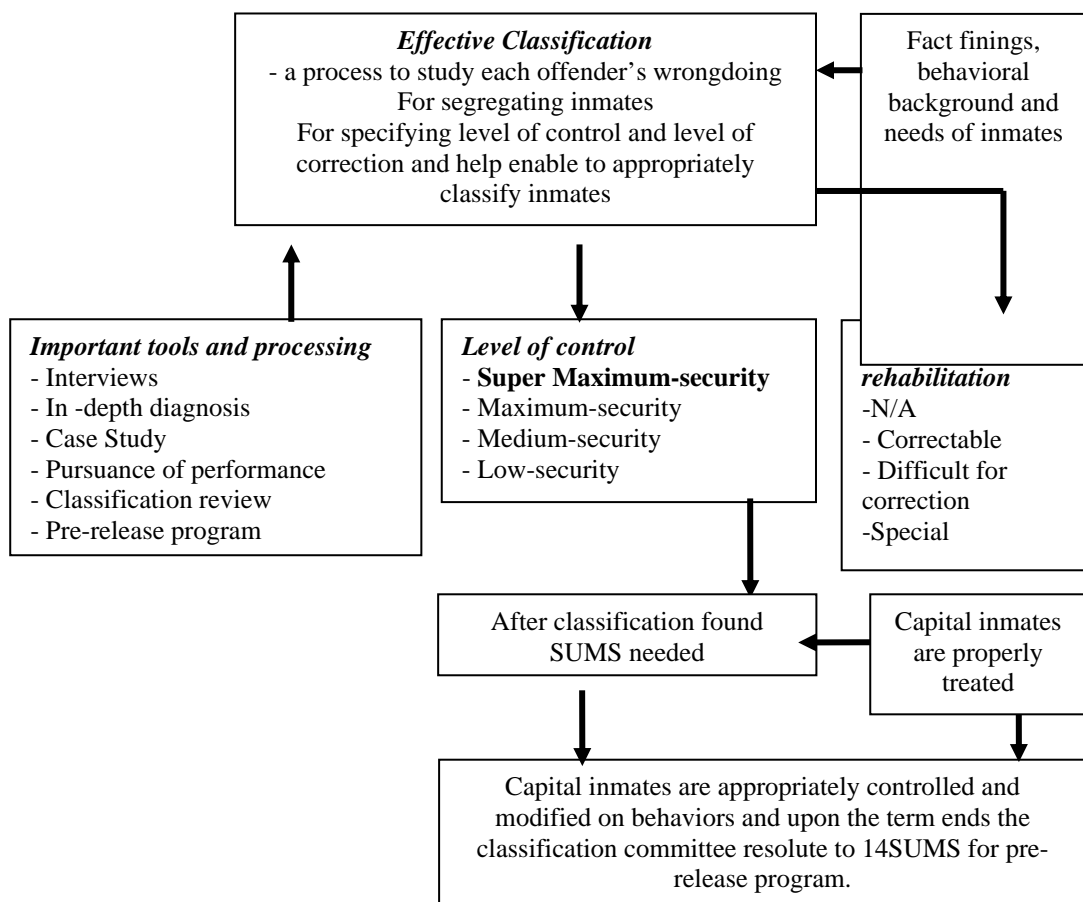 Effective Classification
- a process to study each offender’s wrongdoing
For segregating inmates
For specifying level of control and level of
correction and help enable to appropriately
classify inmates
Fact finings,
behavioral
background and
needs of inmates
Important tools and processing
- Interviews
- In -depth diagnosis
- Case Study
- Pursuance of performance
- Classification review
- Pre-release program
Level of control
- Super Maximum-security
- Maximum-security
- Medium-security
- Low-security
rehabilitation
-N/A
- Correctable
- Difficult for
correction
-Special
After classification found
SUMS needed
Capital inmates
are properly
treated
Capital inmates are appropriately controlled and
modified on behaviors and upon the term ends the
classification committee resolute to 14SUMS for pre-
release program.